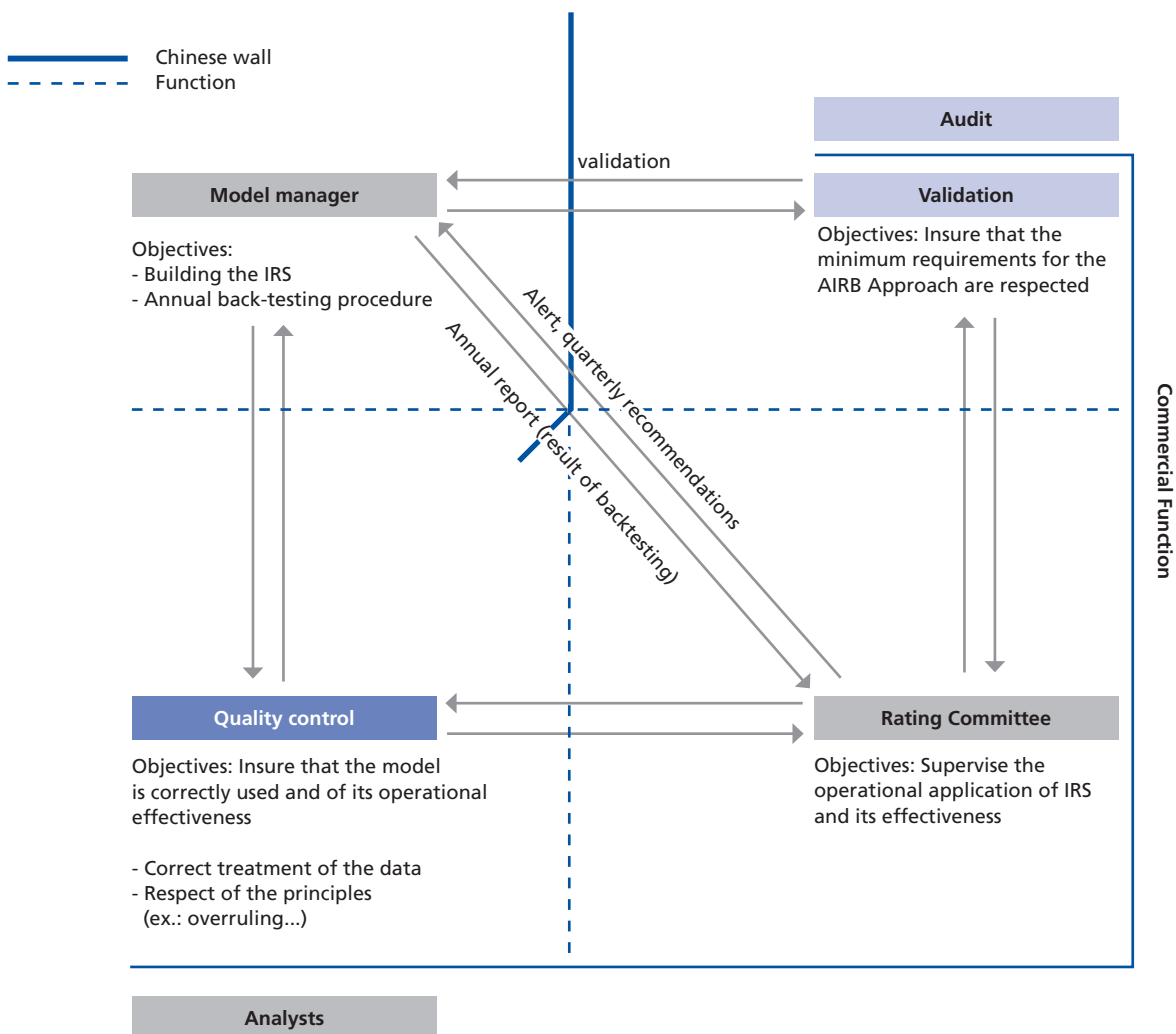 Chinese wall
Function
Audit
validation
Model manager
Validation
Objectives:
- Building the IRS
- Annual back-testing procedure
Objectives: Insure that the
minimum requirements for the
AIRB Approach are respected
Alert, quarterly recommendations
Annual report (result of backtesting)
Commercial Function
Quality control
Rating Committee
Objectives: Insure that the model
is correctly used and of its operational
effectiveness
- Correct treatment of the data
- Respect of the principles
(ex.: overruling...)
Objectives: Supervise the
operational application of IRS
and its effectiveness
Analysts